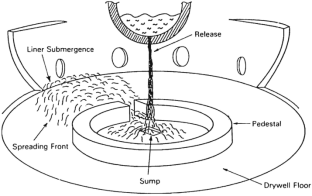 Release
Liner Submergence
Pedestal
Spreading Front
Sump
Drywell Floor